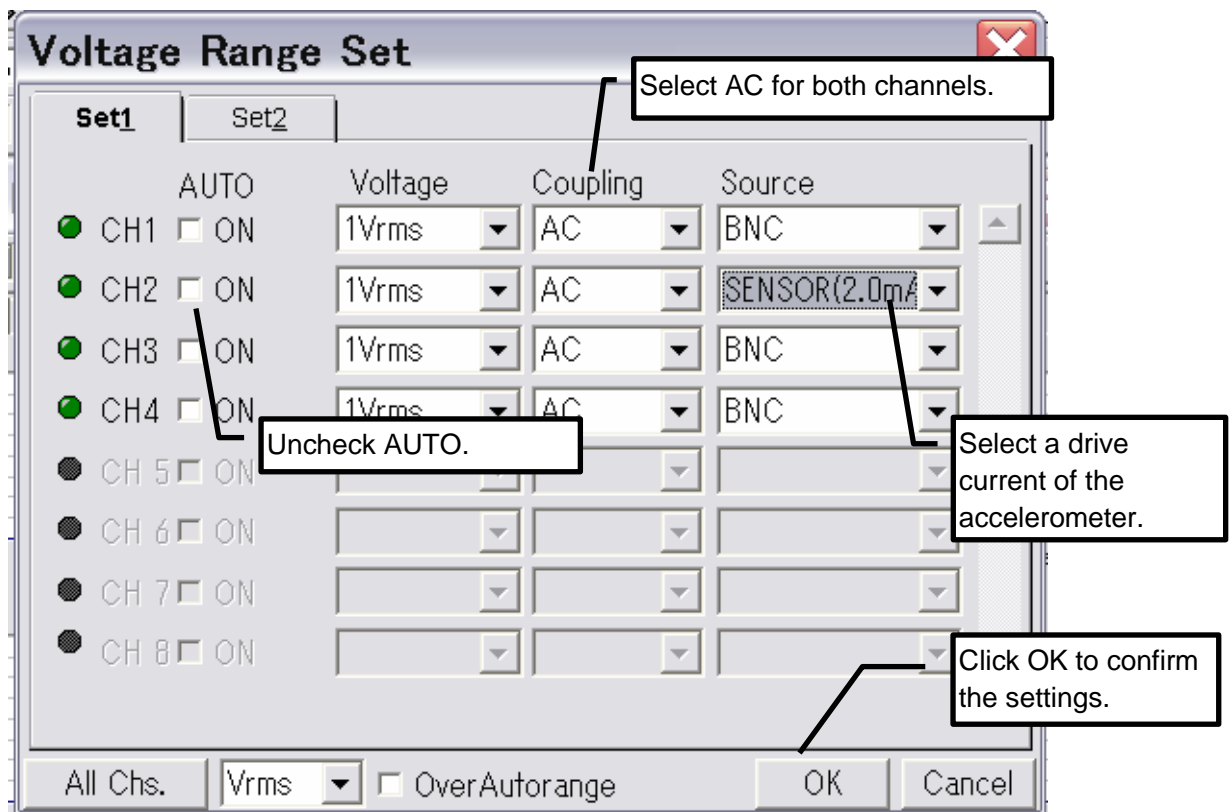 Voltage Range Set
Select AC for both channels.
Set1 Set2
AUTO Voltage Coupling Source
CH1 ON 1Vrms AC BNC
CH2 ON 1Vrms AC SENSOR(2.0mA
CH3 ON 1Vrms AC BNC
CH4 ON 1Vrms AC BNC
Uncheck AUTO.
Select a drive
current of the
accelerometer.
CH 5 ON
CH 6 ON
CH 7 ON
CH 8 ON
Click OK to confirm
the settings.
All Chs. Vrms OverAutorange OK Cancel